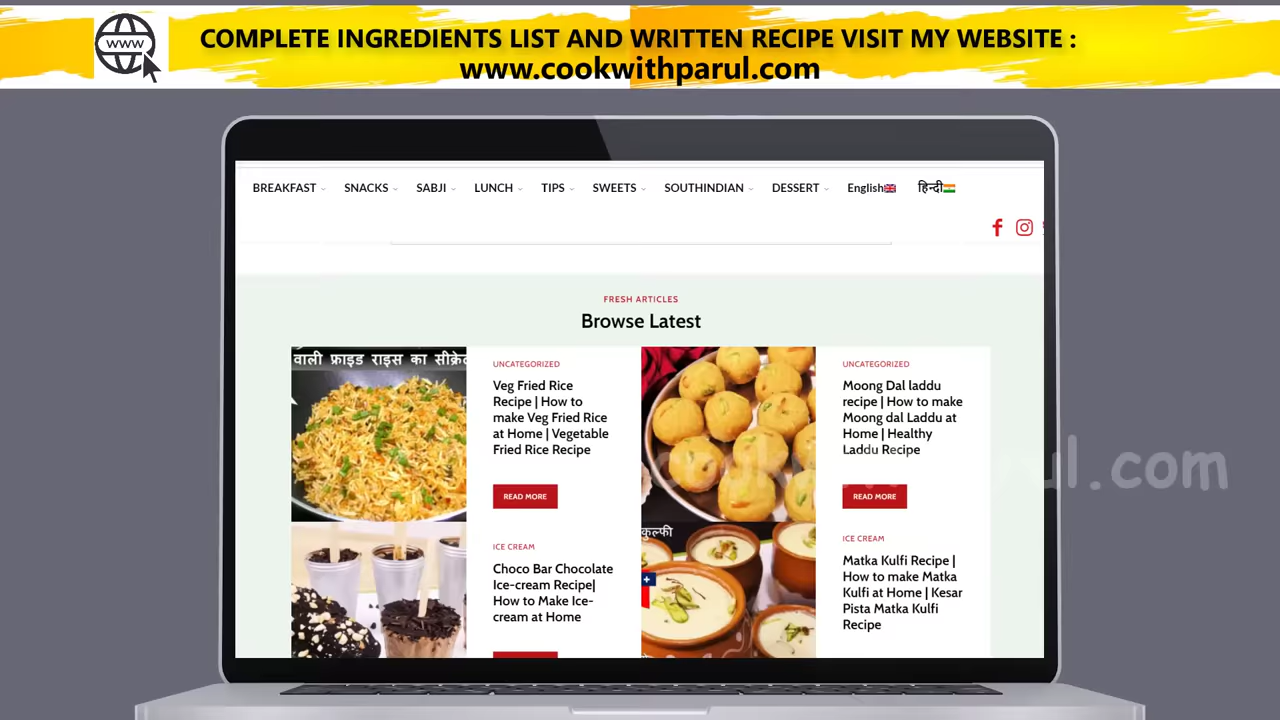 www
COMPLETE INGREDIENTS LIST AND WRITTEN RECIPE VISIT MY WEBSITE :
www.cookwithparul.com
BREAKFAST SNACKS SABJI LUNCH TIPS SWEETS SOUTHINDIAN DESSERT English हिन्दी
FRESH ARTICLES
Browse Latest
वाली फ्राइड राइस का
UNCATEGORIZED
Veg Fried Rice
Recipe | How to
make Veg Fried Rice
at Home | Vegetable
Fried Rice Recipe
READ MORE
UNCATEGORIZED
Moong Dal laddu
recipe | How to make
Moong dal Laddu at
Home | Healthy
Laddu Recipe
READ MORE
ICE CREAM
Choco Bar Chocolate
Ice-cream Recipe|
How to Make Ice-
cream at Home
कुल्फी
ICE CREAM
Matka Kulfi Recipe |
How to make Matka
Kulfi at Home | Kesar
Pista Matka Kulfi
Recipe